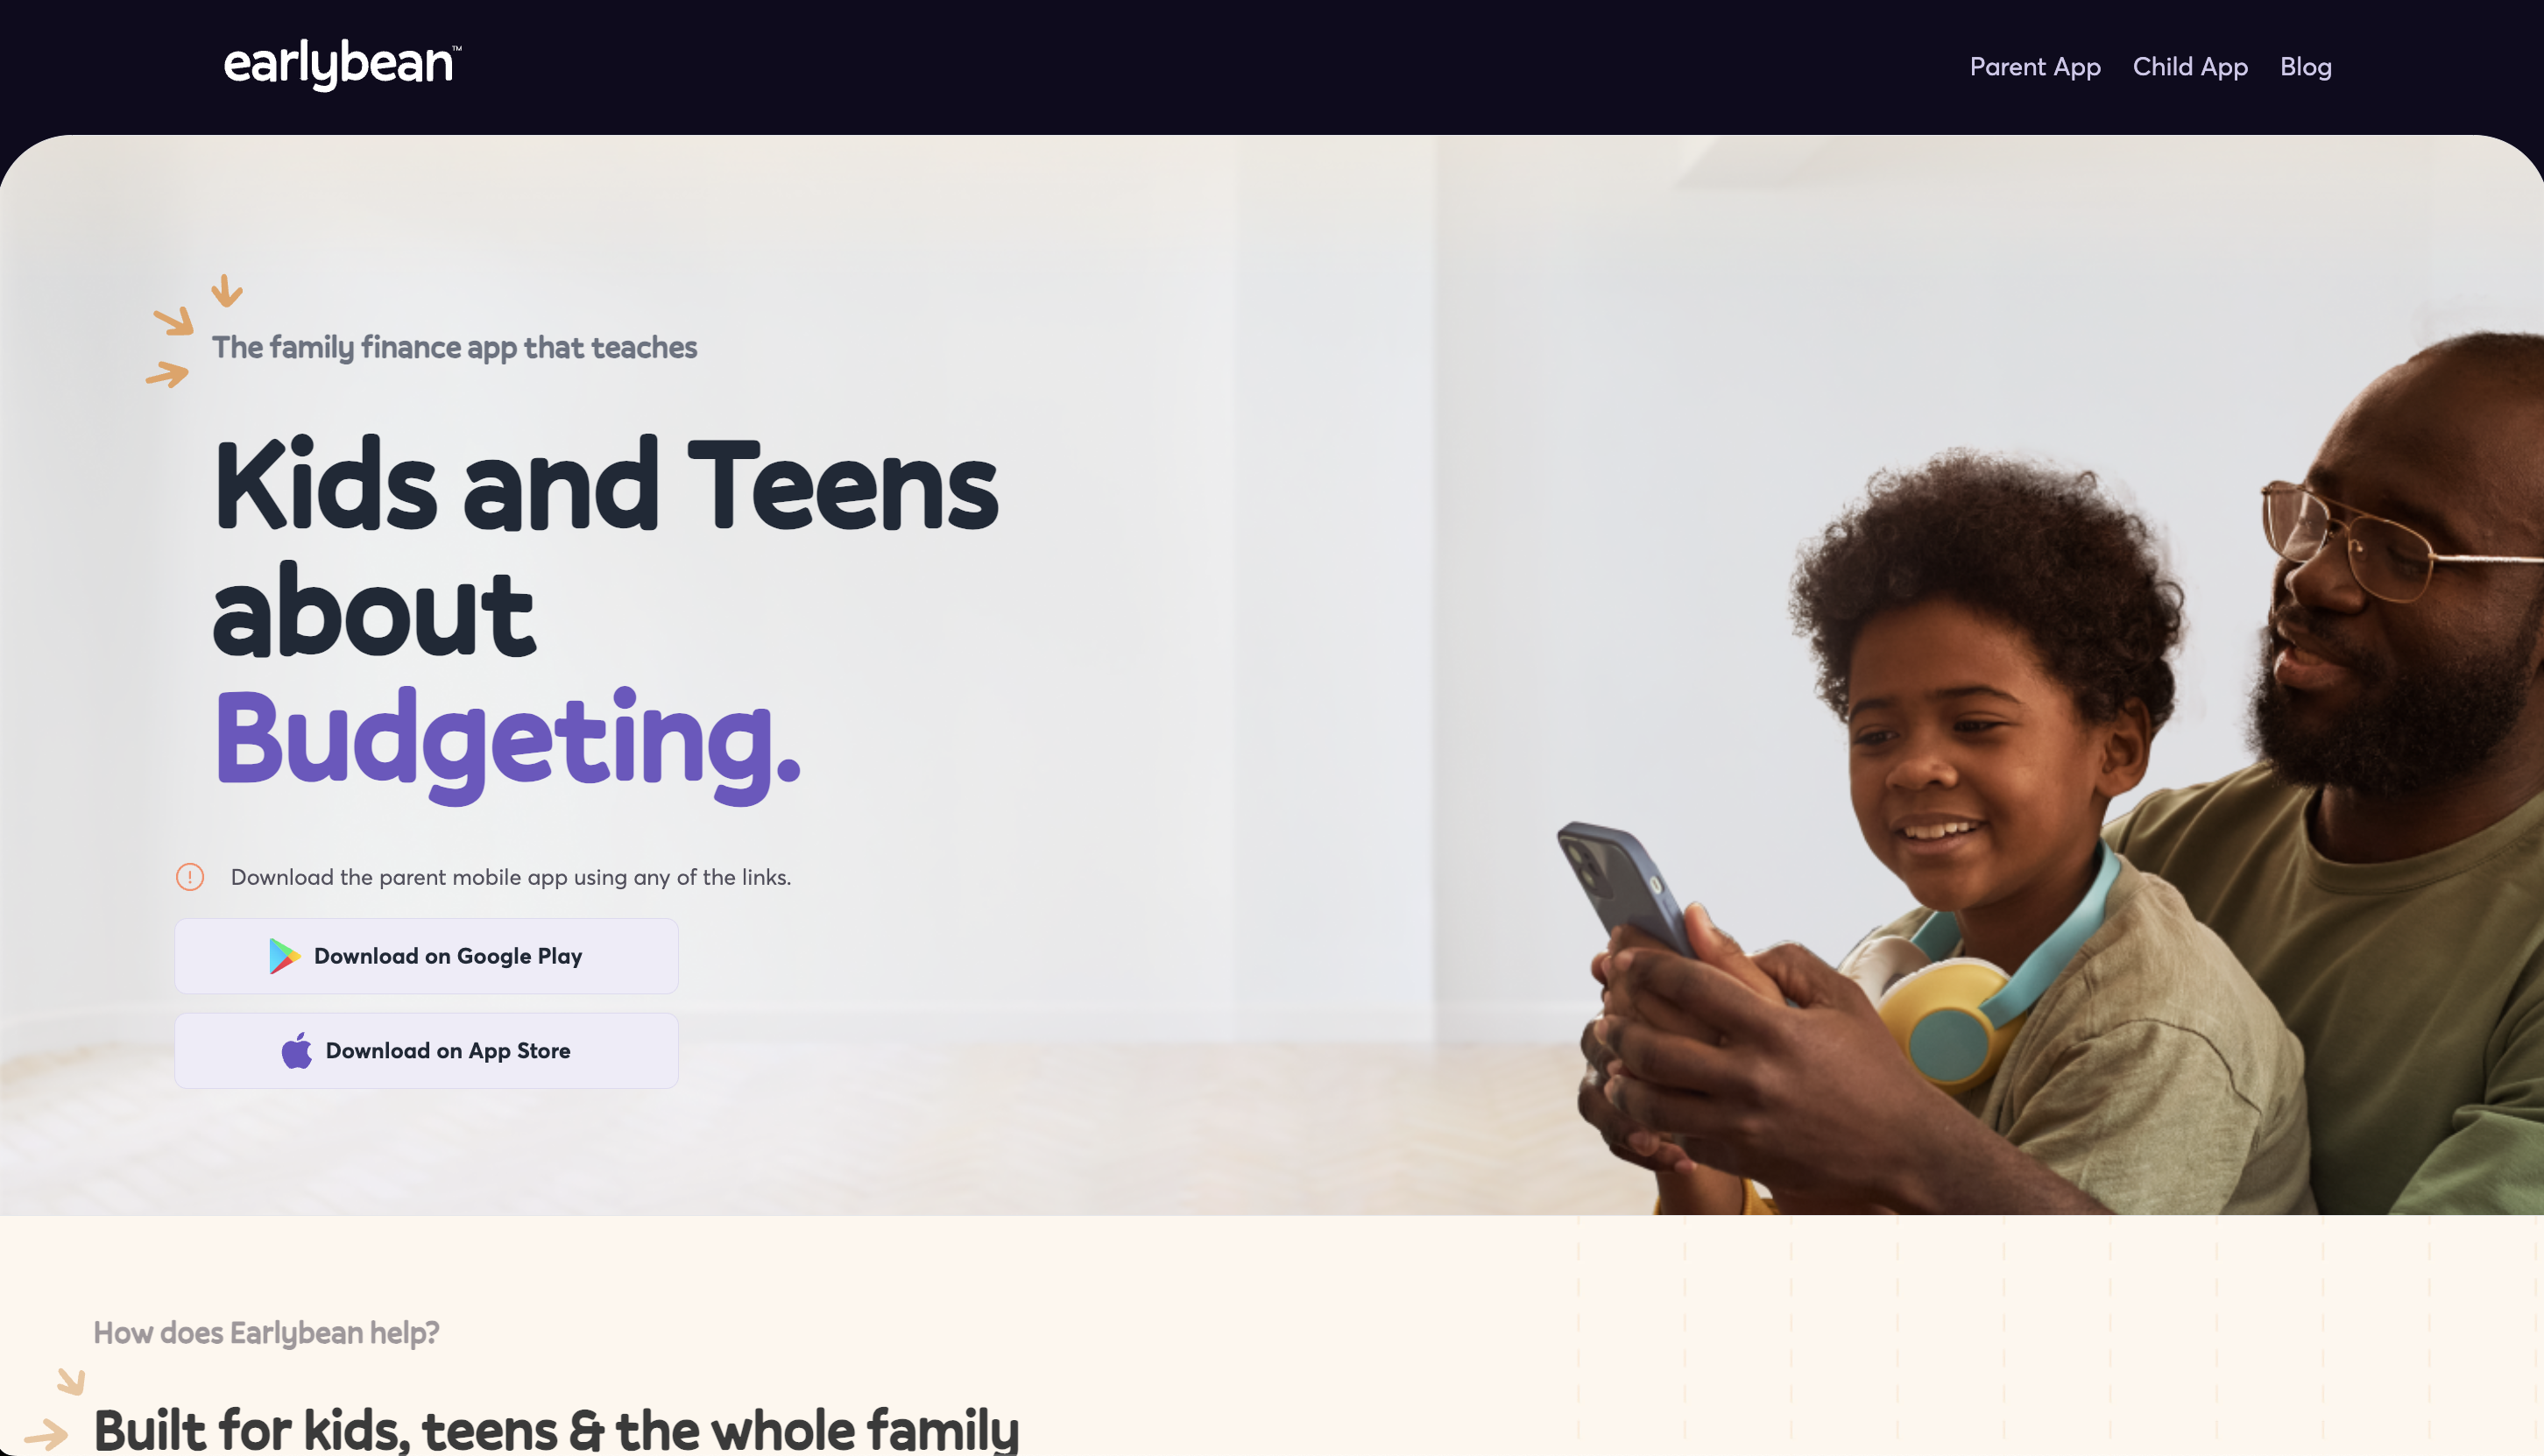 earlybean™
Parent App Child App Blog
The family finance app that teaches
Kids and Teens
about
Budgeting.
Download the parent mobile app using any of the links.
Download on Google Play
Download on App Store
How does Earlybean help?
Built for kids, teens & the whole family